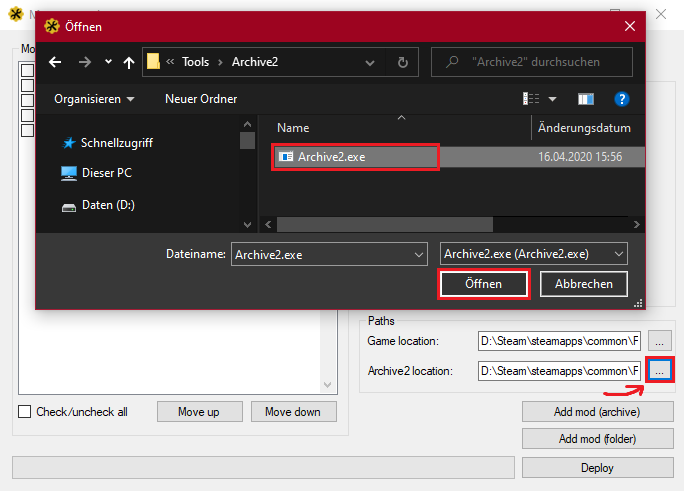 Öffnen
« Tools › Archive2
"Archive2" durchsuchen
Organisieren
Neuer Ordner
Name
Änderungsdatum
Schnellzugriff
Dieser PC
Daten (D:)
Archive2.exe
16.04.2020 15:56
Dateiname:
Archive2.exe
Archive2.exe (Archive2.exe)
Öffnen
Abbrechen
Paths
Game location:
D:\Steam\steamapps\common\F
...
Archive2 location:
D:\Steam\steamapps\common\F
...
Check/uncheck all
Move up
Move down
Add mod (archive)
Add mod (folder)
Deploy